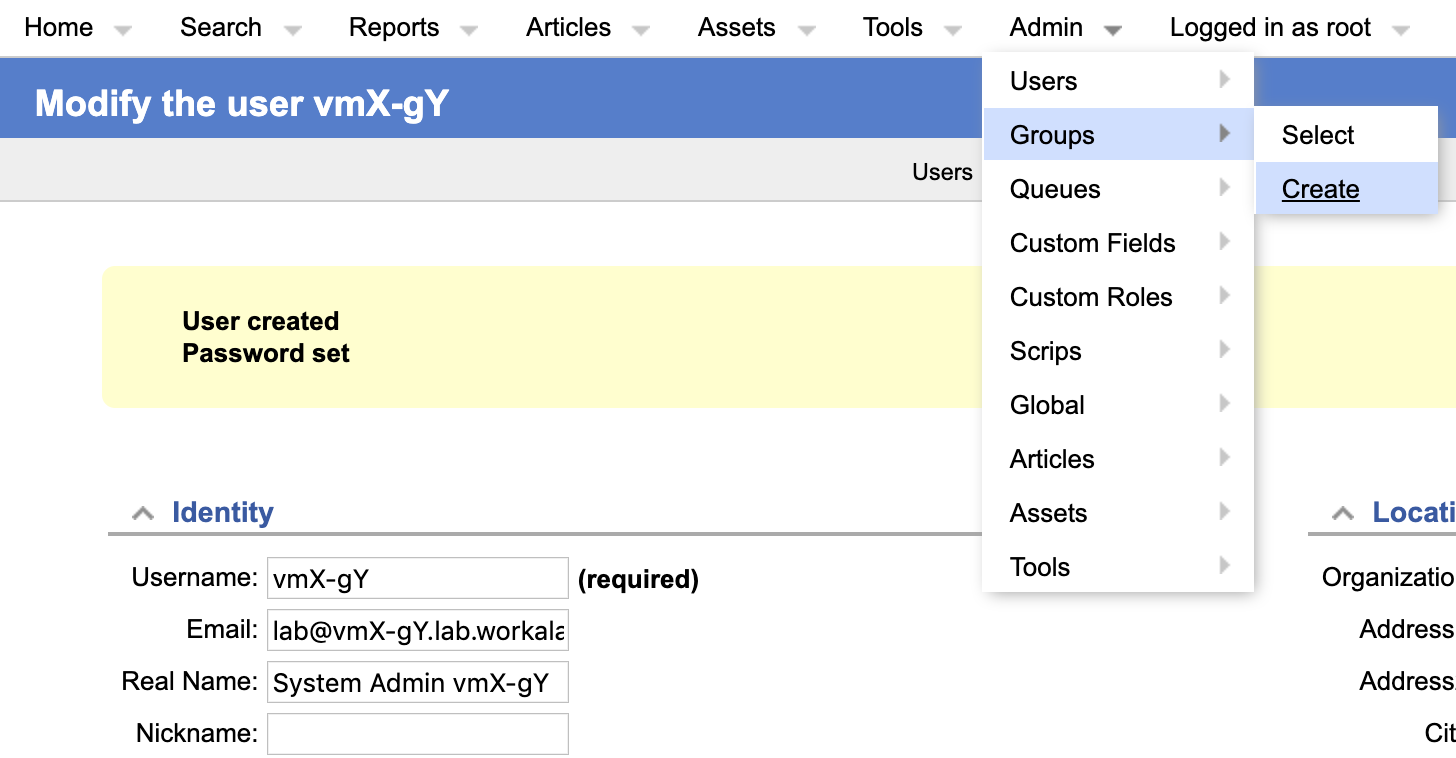 Home Search Reports Articles Assets Tools Admin Logged in as root
Users
Modify the user vmX-gY
Groups
Select
Users
Queues
Create
Custom Fields
Custom Roles
User created
Password set
Scrips
Global
Articles
Assets
Tools
Identity
Username: vmX-gY (required)
Email: lab@vmX-gY.lab.workala
Real Name: System Admin vmX-gY
Nickname:
Locati
Organizatio
Address
Address
Cit